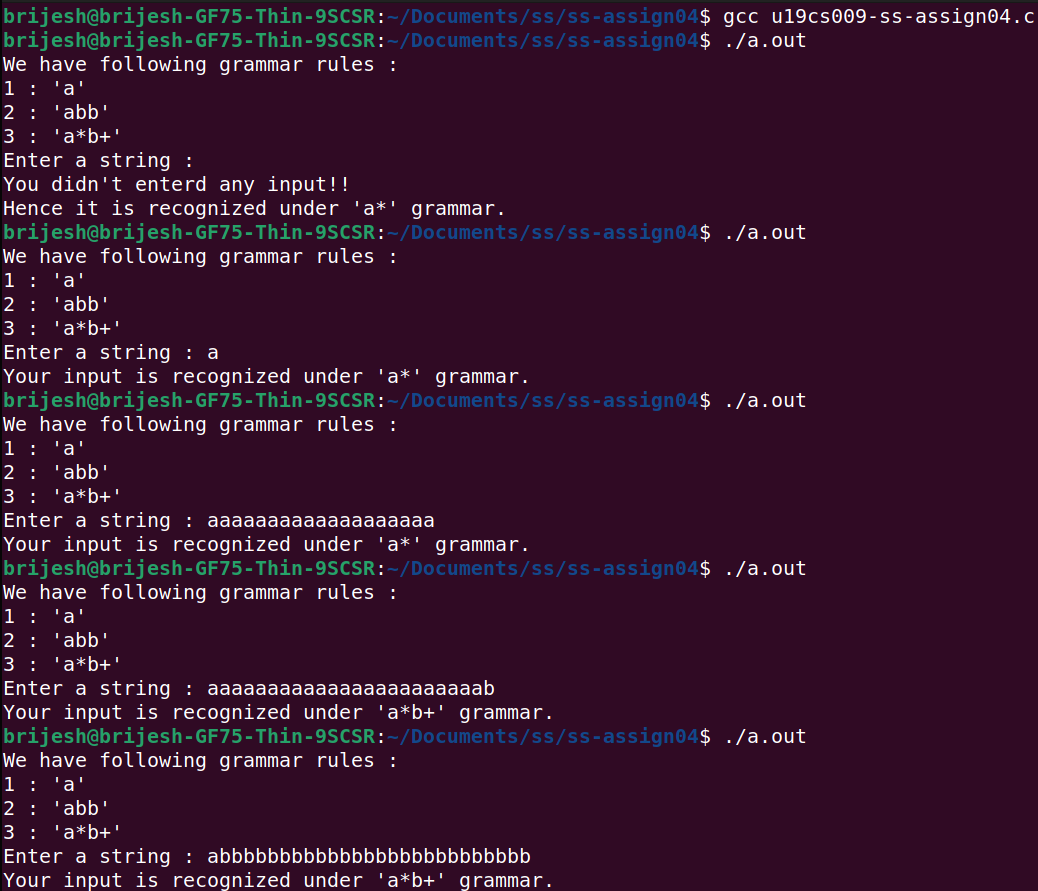 brijesh@brijesh-GF75-Thin-9SCSR:~/Documents/ss/ss-assign04$ gcc u19cs009-ss-assign04.c
brijesh@brijesh-GF75-Thin-9SCSR:~/Documents/ss/ss-assign04$ ./a.out
We have following grammar rules :
1 : 'a'
2 : 'abb'
3 : 'a*b+'
Enter a string :
You didn't enterd any input!!
Hence it is recognized under 'a*' grammar.
brijesh@brijesh-GF75-Thin-9SCSR:~/Documents/ss/ss-assign04$ ./a.out
We have following grammar rules :
1 : 'a'
2 : 'abb'
3 : 'a*b+'
Enter a string : a
Your input is recognized under 'a*' grammar.
brijesh@brijesh-GF75-Thin-9SCSR:~/Documents/ss/ss-assign04$ ./a.out
We have following grammar rules :
1 : 'a'
2 : 'abb'
3 : 'a*b+'
Enter a string : aaaaaaaaaaaaaaaaaaa
Your input is recognized under 'a*' grammar.
brijesh@brijesh-GF75-Thin-9SCSR:~/Documents/ss/ss-assign04$ ./a.out
We have following grammar rules :
1 : 'a'
2 : 'abb'
3 : 'a*b+'
Enter a string : aaaaaaaaaaaaaaaaaaaaaaab
Your input is recognized under 'a*b+' grammar.
brijesh@brijesh-GF75-Thin-9SCSR:~/Documents/ss/ss-assign04$ ./a.out
We have following grammar rules :
1 : 'a'
2 : 'abb'
3 : 'a*b+'
Enter a string : abbbbbbbbbbbbbbbbbbbbbbbbbb
Your input is recognized under 'a*b+' grammar.